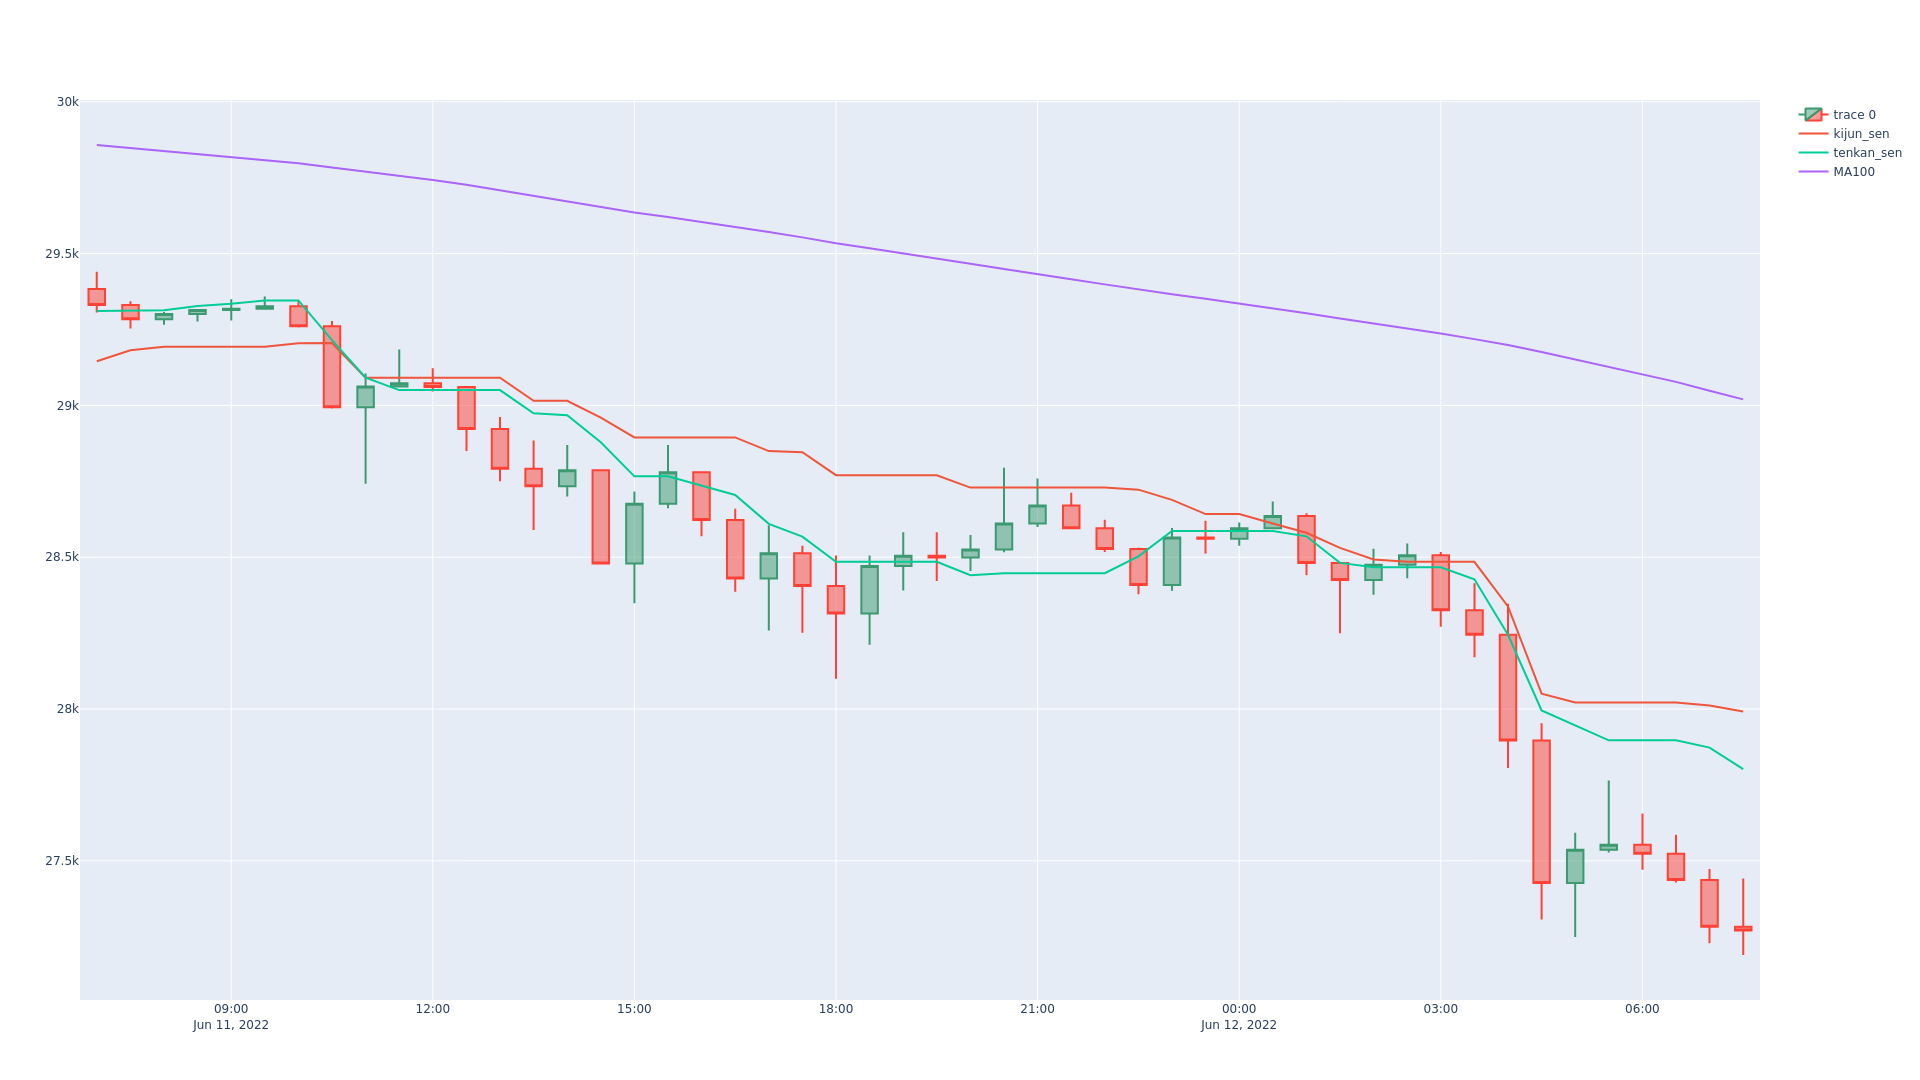 30k
29.5k
29k
28.5k
28k
27.5k
09:00
Jun 11, 2022
12:00
15:00
18:00
21:00
00:00
Jun 12, 2022
03:00
06:00
trace 0
kijun_sen
tenkan_sen
MA100